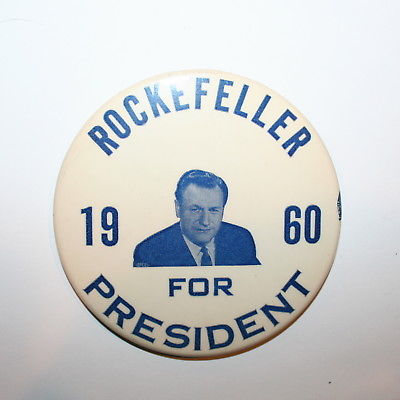 ROCKEFELLER
19 60
FOR
PRESIDENT